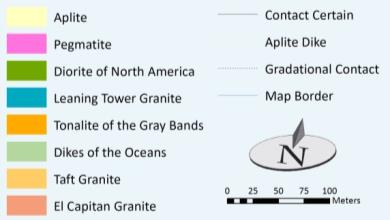 Aplite
Pegmatite
Diorite of North America
Leaning Tower Granite
Tonalite of the Gray Bands
Dikes of the Oceans
Taft Granite
El Capitan Granite
Contact Certain
Aplite Dike
Gradational Contact
Map Border
N
0 25 50 75 100
Meters